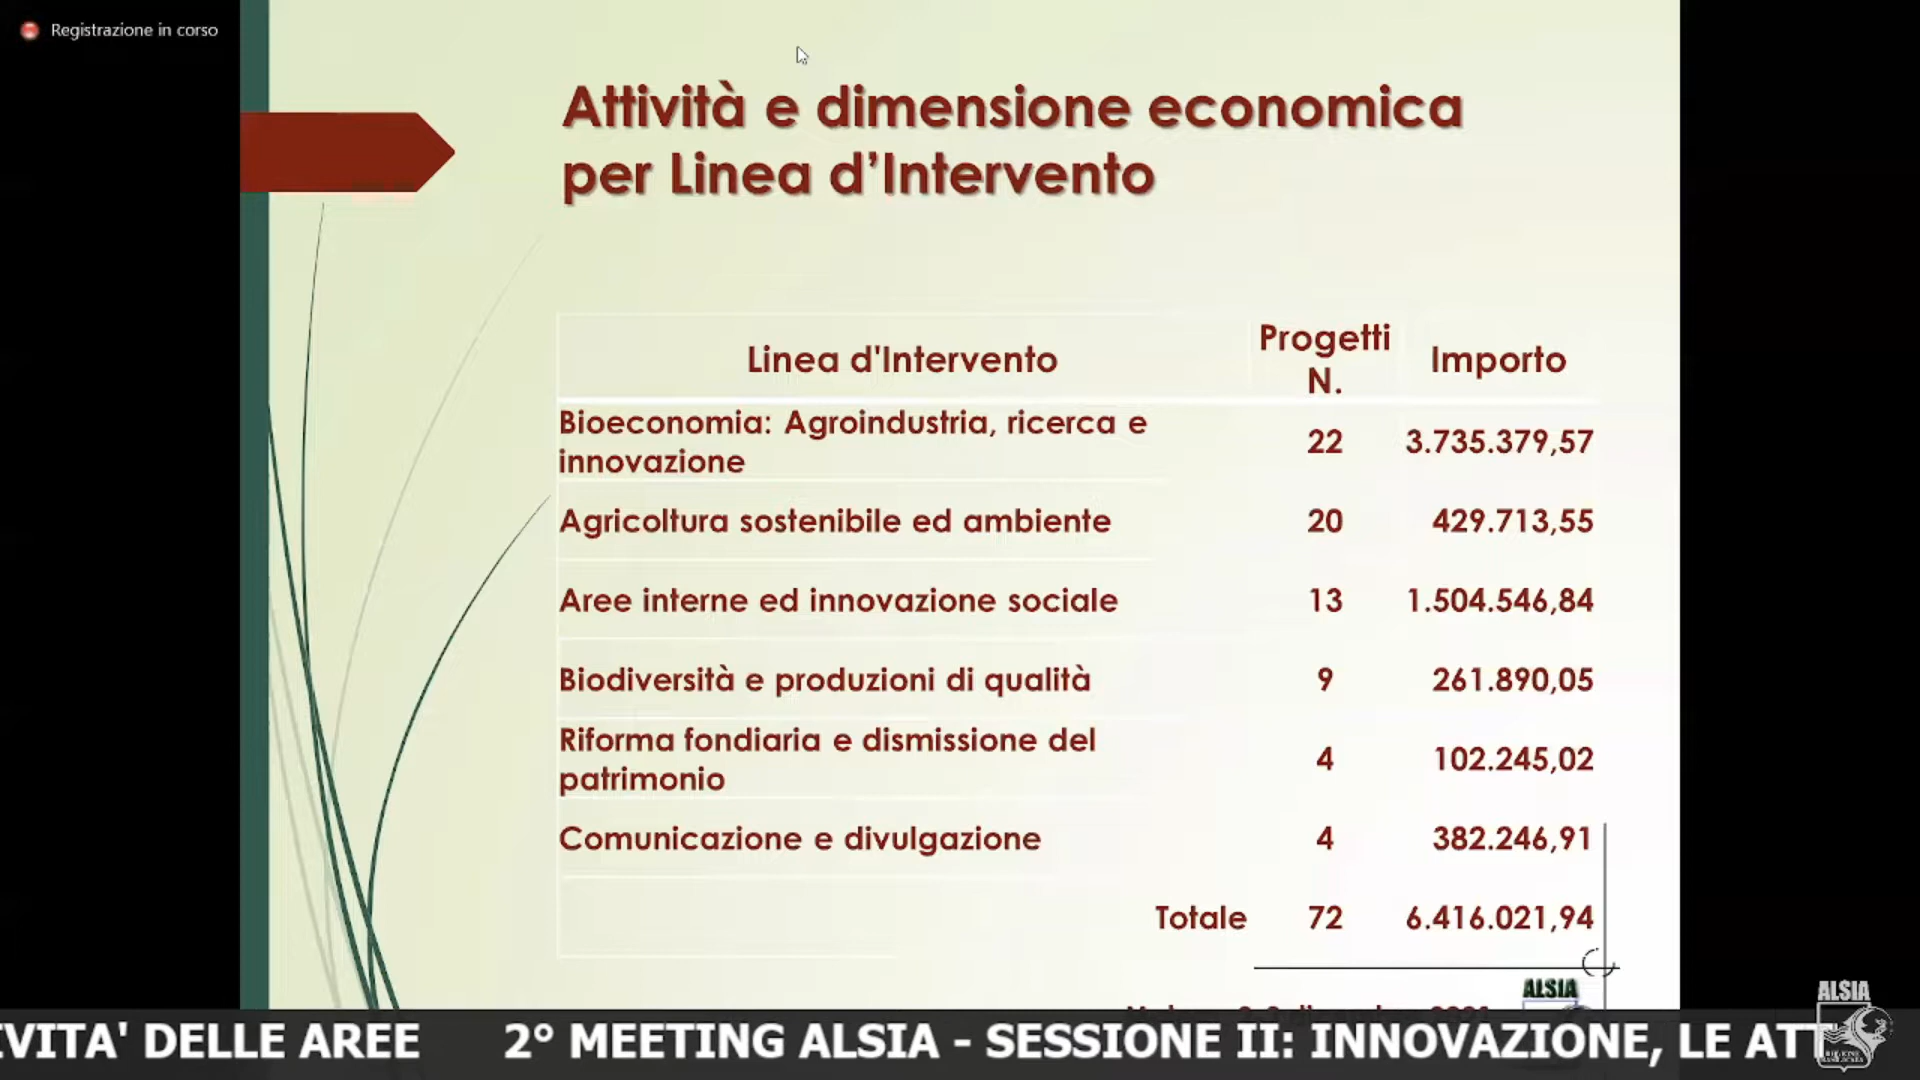 Registrazione in corso
Attività e dimensione economica
per Linea d’Intervento
Linea d'Intervento Progetti N. Importo
Bioeconomia: Agroindustria, ricerca e
innovazione 22 3.735.379,57
Agricoltura sostenibile ed ambiente 20 429.713,55
Aree interne ed innovazione sociale 13 1.504.546,84
Biodiversità e produzioni di qualità 9 261.890,05
Riforma fondiaria e dismissione del
patrimonio 4 102.245,02
Comunicazione e divulgazione 4 382.246,91
Totale 72 6.416.021,94
ALSIA
ALSIA
VITA' DELLE AREE 2° MEETING ALSIA - SESSIONE II: INNOVAZIONE, LE ATT